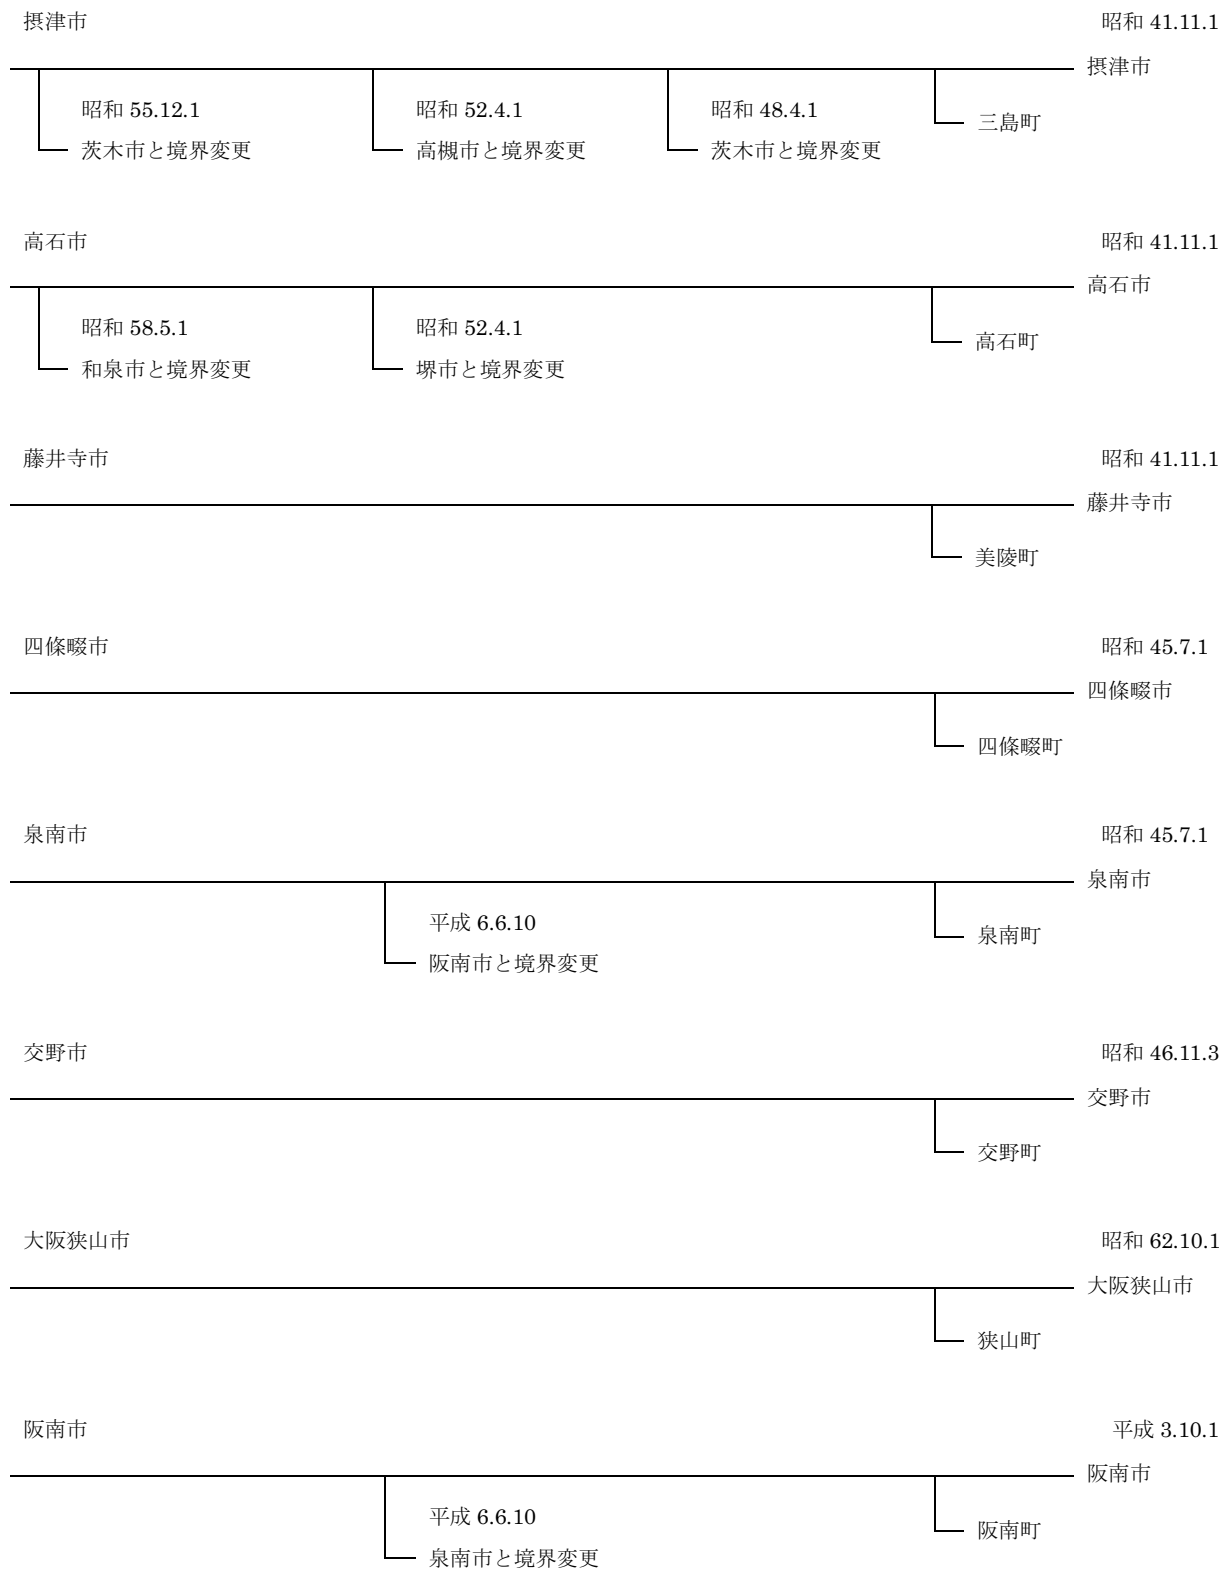 摂津市
昭和 41.11.1
摂津市
昭和 55.12.1
茨木市と境界変更
昭和 52.4.1
高槻市と境界変更
昭和 48.4.1
茨木市と境界変更
三島町
高石市
昭和 41.11.1
高石市
昭和 58.5.1
和泉市と境界変更
昭和 52.4.1
堺市と境界変更
高石町
藤井寺市
昭和 41.11.1
藤井寺市
美陵町
四條畷市
昭和 45.7.1
四條畷市
四條畷町
泉南市
昭和 45.7.1
泉南市
平成 6.6.10
阪南市と境界変更
泉南町
交野市
昭和 46.11.3
交野市
交野町
大阪狭山市
昭和 62.10.1
大阪狭山市
狭山町
阪南市
平成 3.10.1
阪南市
平成 6.6.10
泉南市と境界変更
阪南町